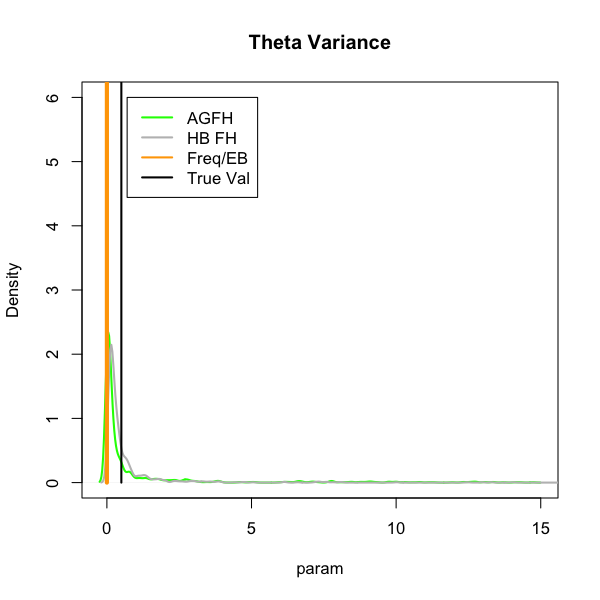 Theta Variance
AGFH
HB FH
Freq/EB
True Val
Density
6
5
4
3
2
1
0
0 5 10 15
param